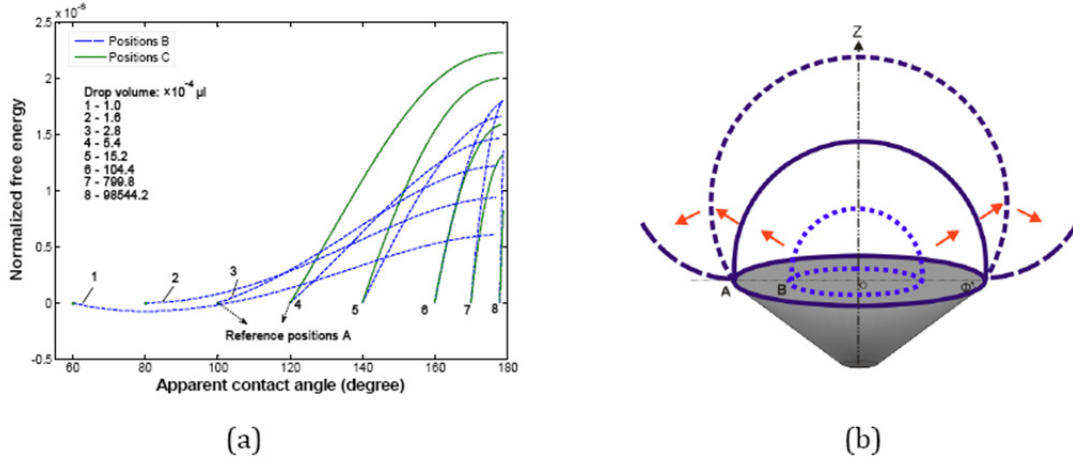 × 10⁻⁶
2.5
2
1.5
1
0.5
0
-0.5
60 80 100 120 140 160 180
Normalized free energy
Apparent contact angle (degree)
Positions B
Positions C
Drop volume: ×10⁻⁴ μl
1 - 1.0
2 - 1.6
3 - 2.8
4 - 5.4
5 - 15.2
6 - 104.4
7 - 799.8
8 - 98544.2
1 2 3 4 5 6 7 8
Reference positions A
(a)
Z
A B O Φ'
(b)